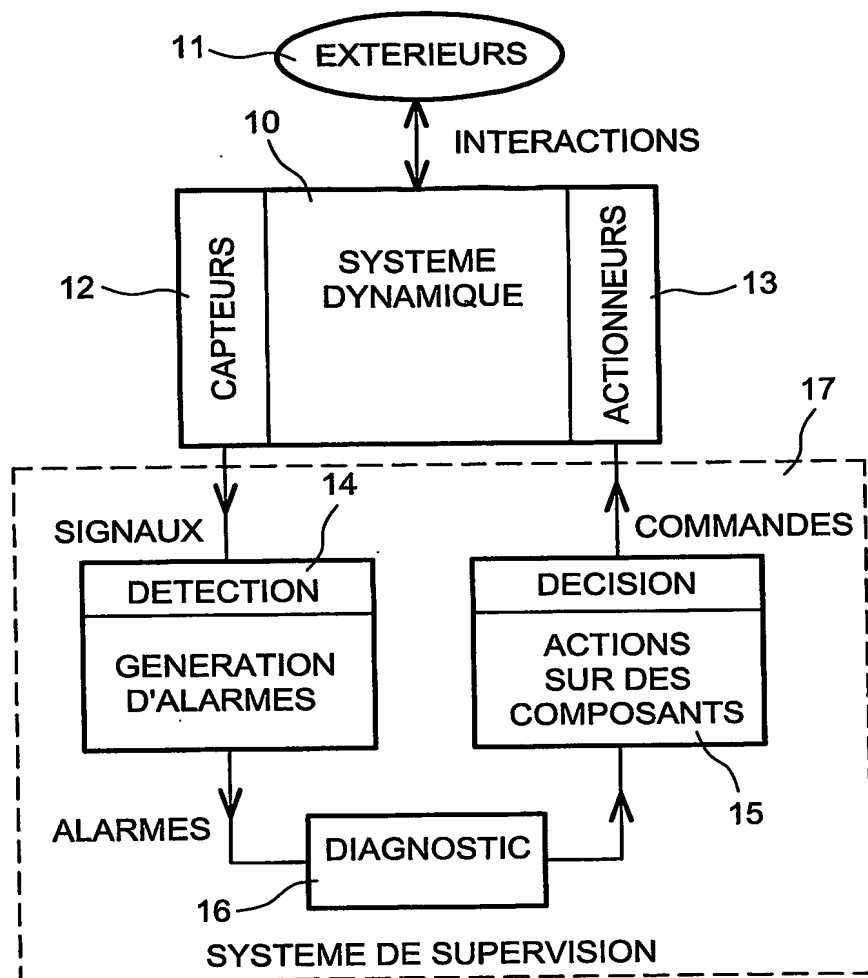 11
EXTERIEURS
10
INTERACTIONS
12
CAPTEURS
SYSTEME
DYNAMIQUE
ACTIONNEURS
13
17
SIGNAUX
14
COMMANDES
DETECTION
GENERATION
D'ALARMES
DECISION
ACTIONS
SUR DES
COMPOSANTS
15
ALARMES
DIAGNOSTIC
16
SYSTEME DE SUPERVISION